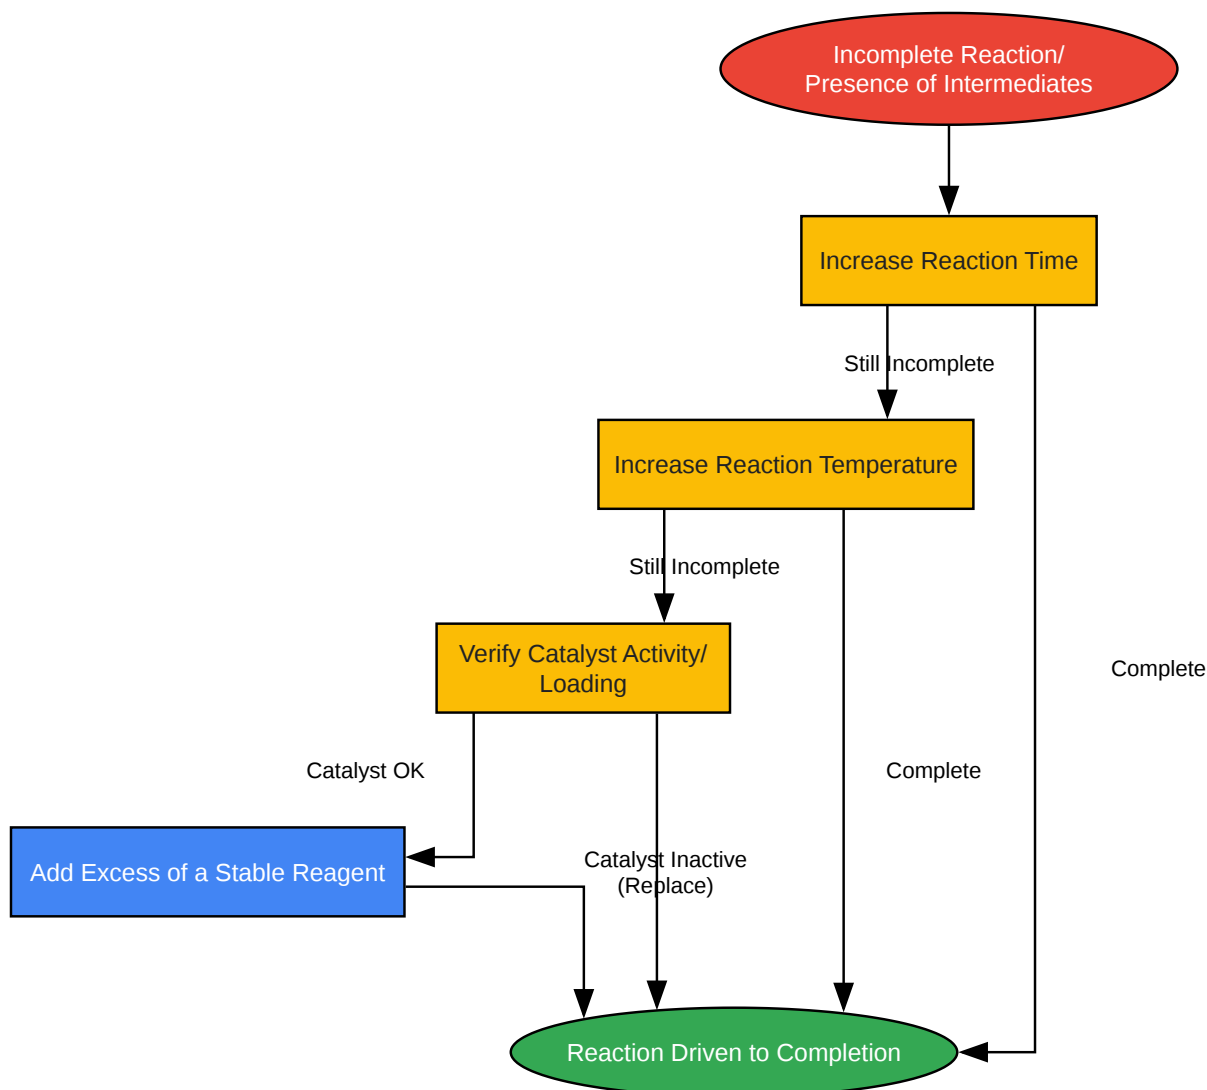 Incomplete Reaction/
Presence of Intermediates
Increase Reaction Time
Still Incomplete
Increase Reaction Temperature
Still Incomplete
Verify Catalyst Activity/
Loading
Complete
Catalyst OK
Complete
Add Excess of a Stable Reagent
Catalyst Inactive
(Replace)
Reaction Driven to Completion